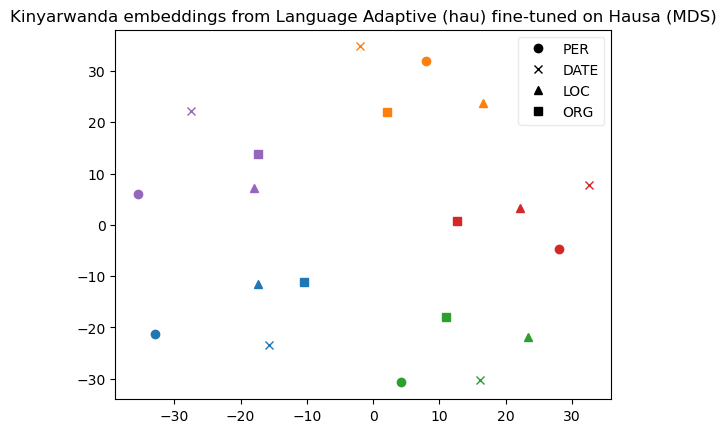 Kinyarwanda embeddings from Language Adaptive (hau) fine-tuned on Hausa (MDS)
PER
DATE
LOC
ORG
30
20
10
0
−10
−20
−30
−30
−20
−10
0
10
20
30